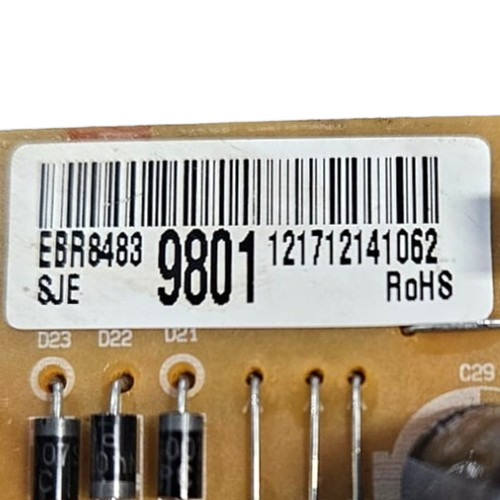 EBR8483 9801 121712141062
SJE RoHS
D23 D22 D21
C29